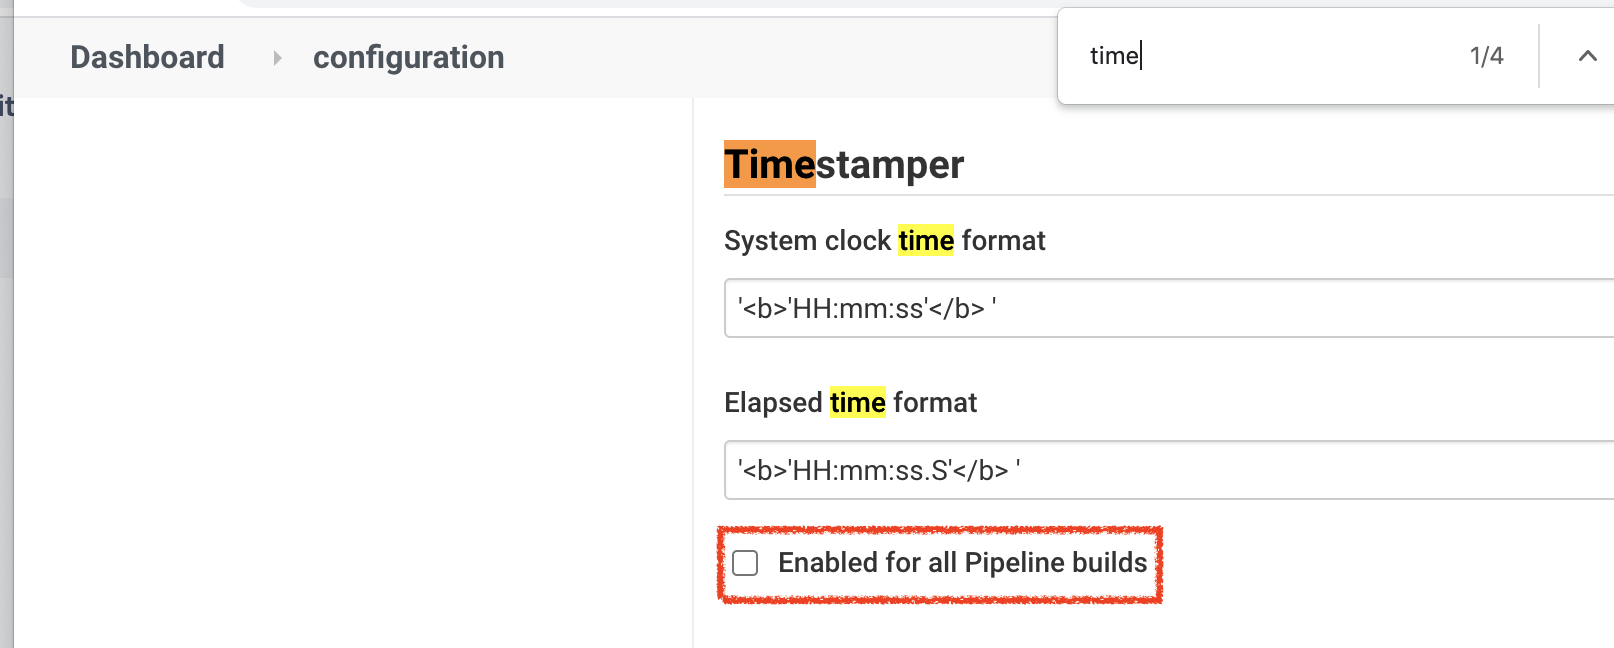 Dashboard configuration
time 1/4
it
Timestamper
System clock time format
'<b>'HH:mm:ss'</b> '
Elapsed time format
'<b>'HH:mm:ss.S'</b> '
Enabled for all Pipeline builds